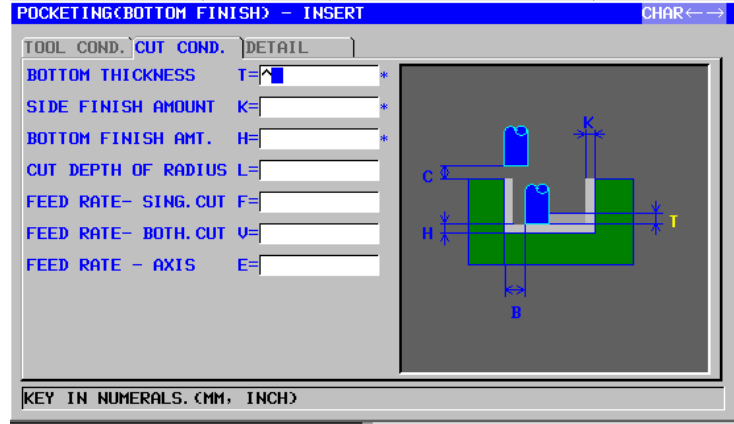 POCKETING(BOTTOM FINISH) - INSERT CHAR←→
TOOL COND. CUT COND. DETAIL
BOTTOM THICKNESS T=^ *
SIDE FINISH AMOUNT K= *
BOTTOM FINISH AMT. H= *
CUT DEPTH OF RADIUS L=
FEED RATE- SING.CUT F=
FEED RATE- BOTH.CUT V=
FEED RATE - AXIS E=
K
C
T
H
B
KEY IN NUMERALS.(MM, INCH)